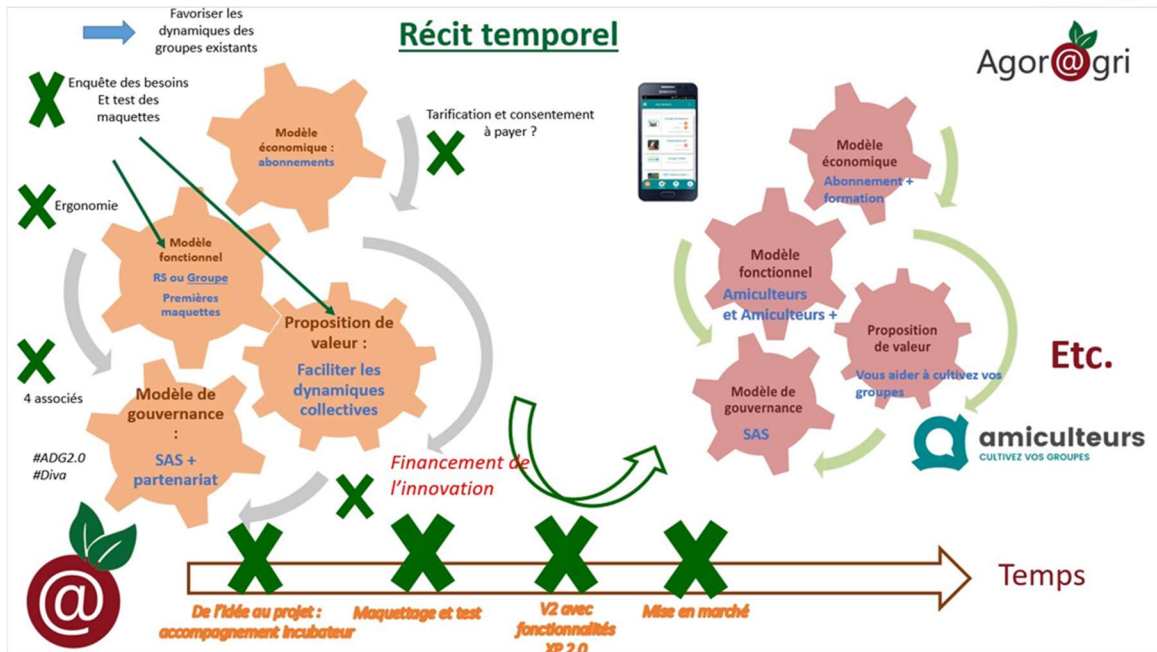 Récit temporel
Favoriser les
dynamiques des
groupes existants
Agor@gri
Enquête des besoins
Et test des
maquettes
Modèle
économique :
abonnements
Tarification et consentement
à payer ?
Ergonomie
Modèle
fonctionnel
RS ou Groupe
Premières
maquettes
Proposition de
valeur :
Faciliter les
dynamiques
collectives
4 associés
Modèle de
gouvernance
:
SAS +
partenariat
#ADG2.0
#Diva
Financement de
l'innovation
SAMSUNG
Modèle
économique
Abonnement +
formation
Modèle
fonctionnel
Amiculteurs
et Amiculteurs +
Proposition
de valeur
Vous aider à cultivez vos
groupes
Modèle de
gouvernance
SAS
Etc.
amiculteurs
CULTIVEZ VOS GROUPES
@
De l'Idée au projet :
accompagnement incubateur
Maquettage et test
V2 avec
fonctionnalités
XP 2.0
Mise en marché
Temps